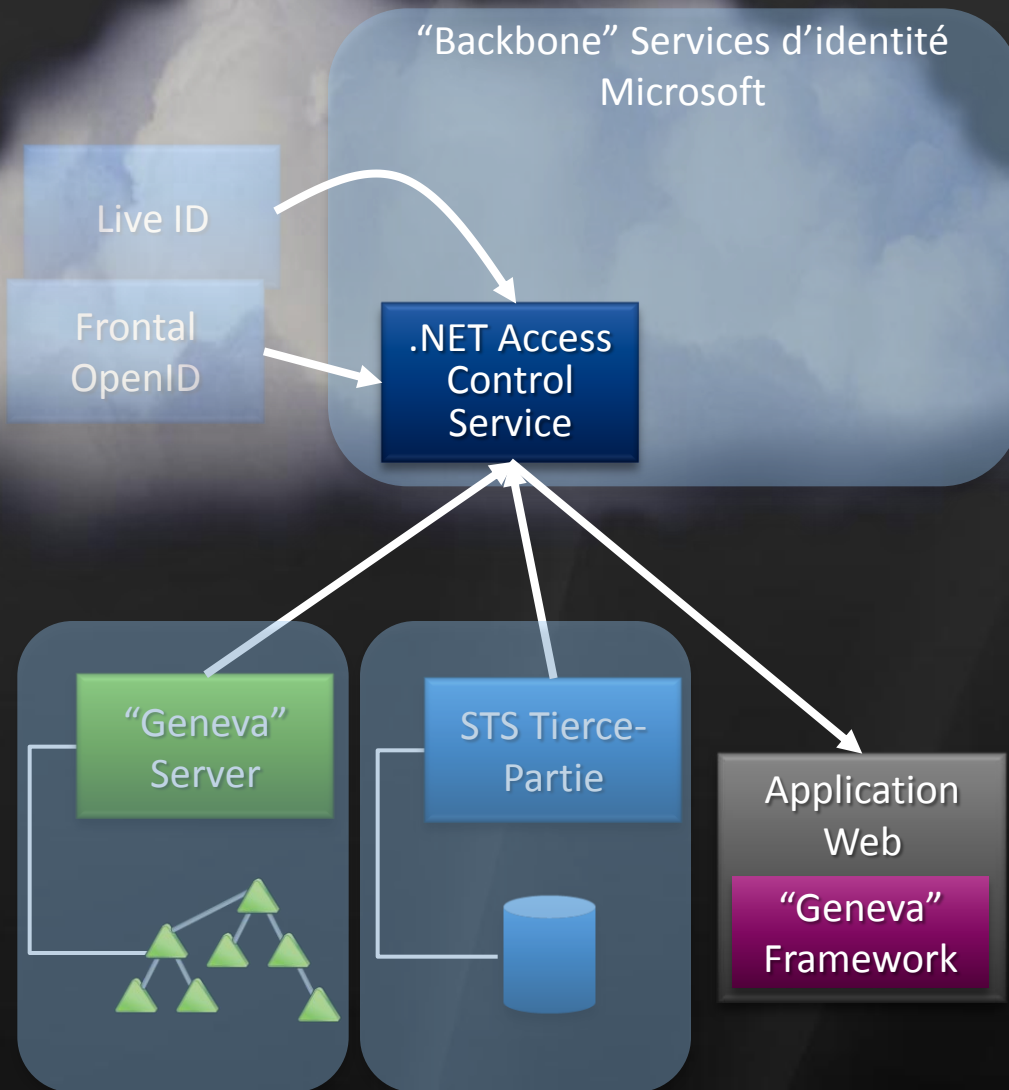 “Backbone” Services d’identité
Microsoft
Live ID
Frontal
OpenID
.NET Access
Control
Service
“Geneva”
Server
STS Tierce-
Partie
Application
Web
“Geneva”
Framework